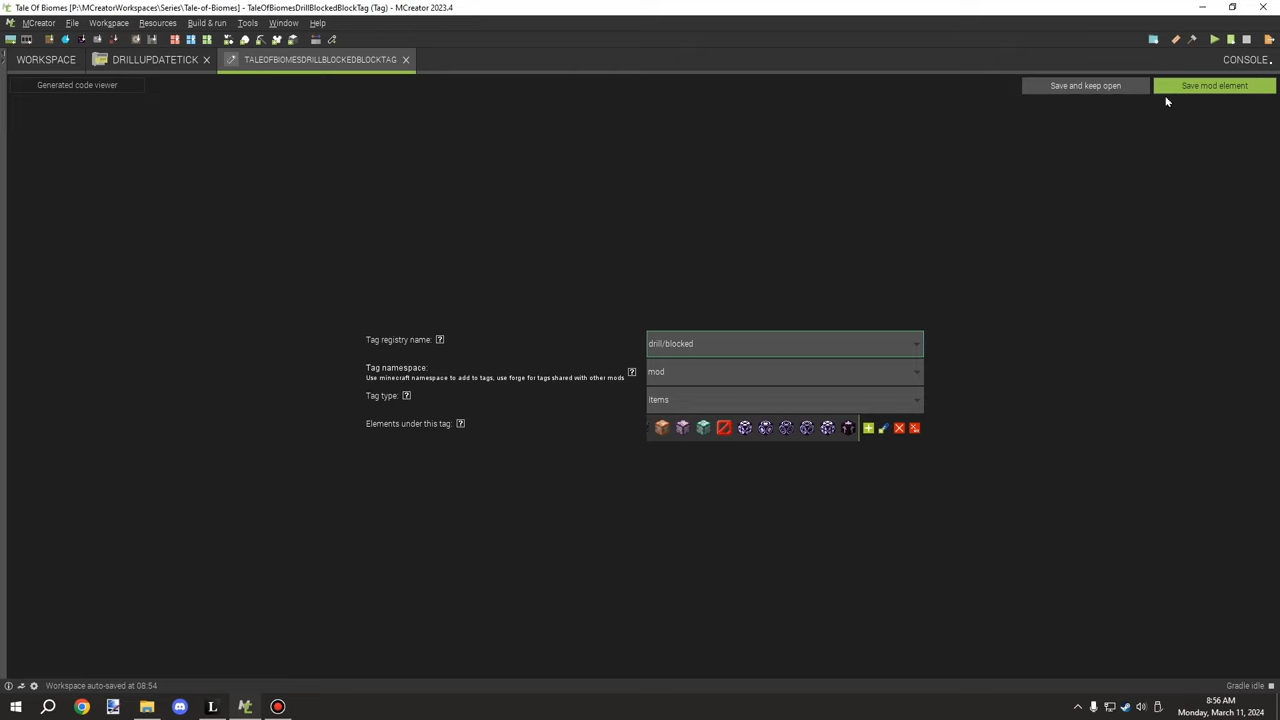 Tale Of Biomes [P:\MCreatorWorkspaces\Series\Tale-of-Biomes] - TaleOfBiomesDrillBlockedBlockTag (Tag) - MCreator 2023.4
MCreator File Workspace Resources Build & run Tools Window Help
WORKSPACE DRILLUPDATETICK TALEOFBIOMESDRILLBLOCKEDBLOCKTAG CONSOLE
Generated code viewer Save and keep open Save mod element
Tag registry name: ? drill/blocked
Tag namespace:
Use minecraft namespace to add to tags, use forge for tags shared with other mods ? mod
Tag type: ? Items
Elements under this tag: ?
Workspace auto-saved at 08:54 Gradle idle
8:56 AM
Monday, March 11, 2024